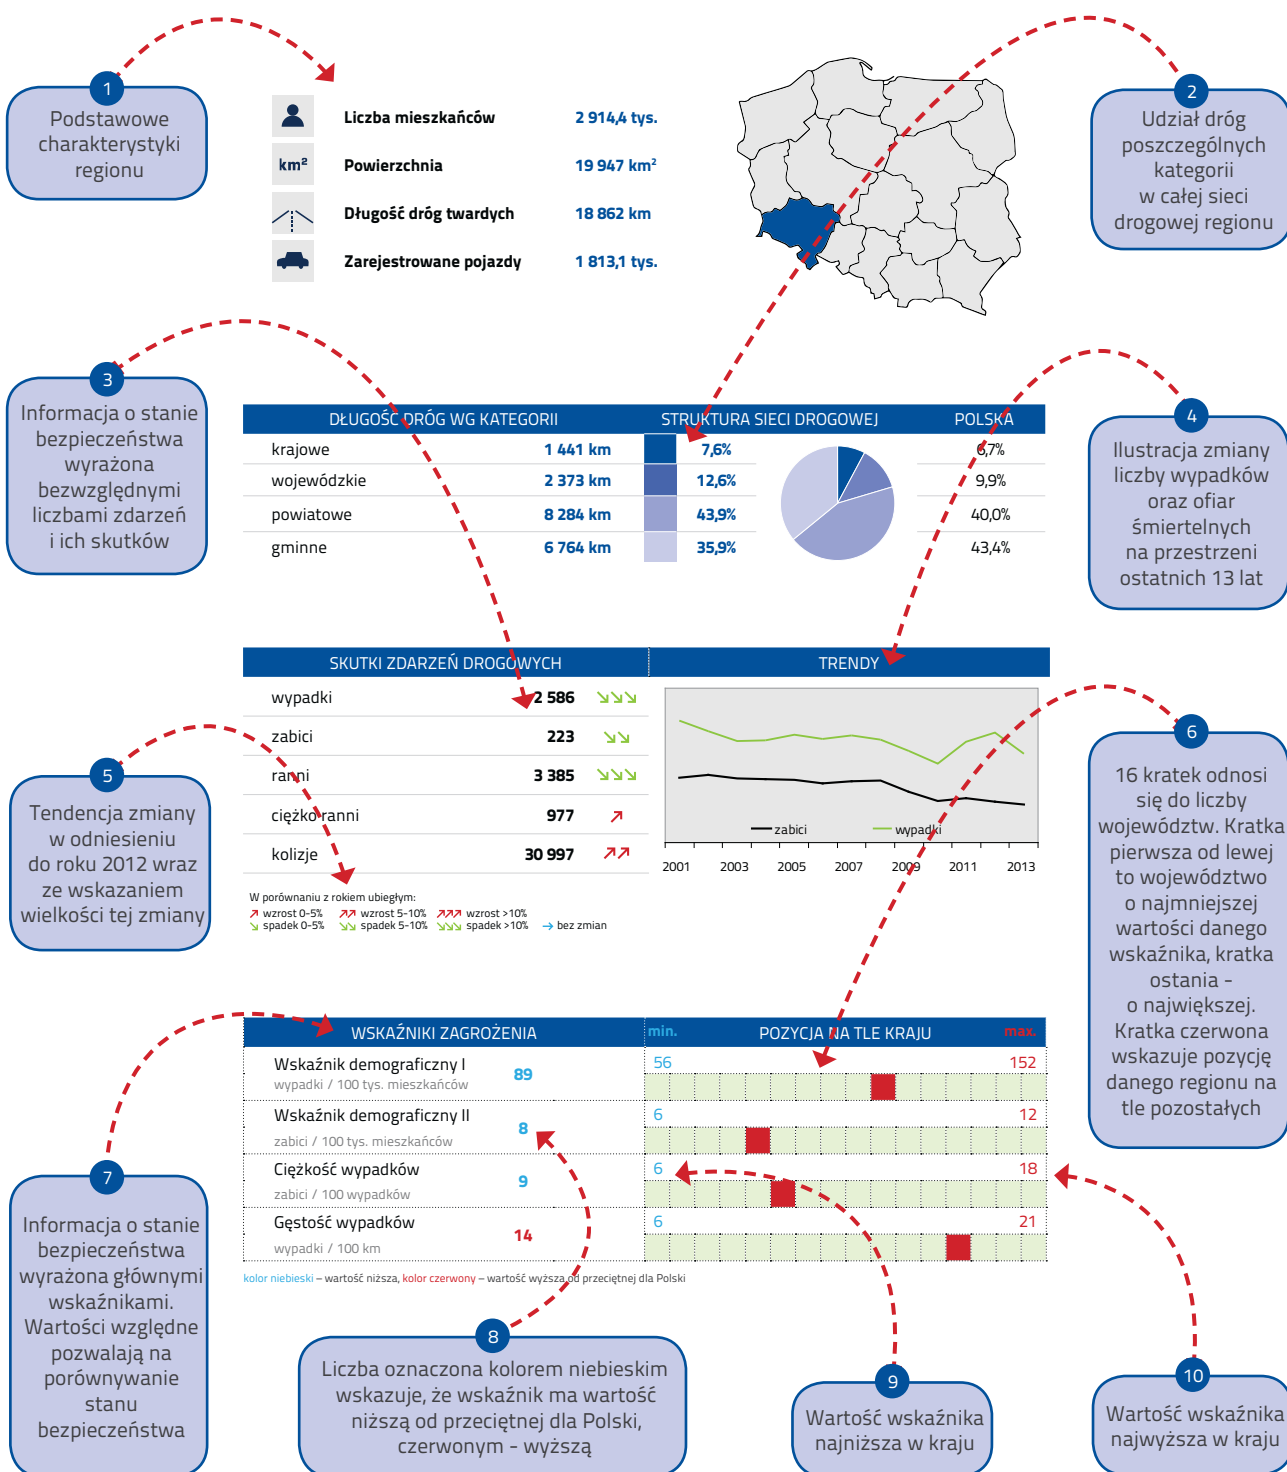 1
Podstawowe
charakterystyki
regionu
Liczba mieszkańców 2 914,4 tys.
km² Powierzchnia 19 947 km²
Długość dróg twardych 18 862 km
Zarejestrowane pojazdy 1 813,1 tys.
2
Udział dróg
poszczególnych
kategorii
w całej sieci
drogowej regionu
3
Informacja o stanie
bezpieczeństwa
wyrażona
bezwzględnymi
liczbami zdarzeń
i ich skutków
DŁUGOŚĆ DRÓG WG KATEGORII STRUKTURA SIECI DROGOWEJ POLSKA
krajowe 1 441 km 7,6% 6,7%
wojewódzkie 2 373 km 12,6% 9,9%
powiatowe 8 284 km 43,9% 40,0%
gminne 6 764 km 35,9% 43,4%
4
Ilustracja zmiany
liczby wypadków
oraz ofiar
śmiertelnych
na przestrzeni
ostatnich 13 lat
SKUTKI ZDARZEŃ DROGOWYCH TRENDY
wypadki 2 586 ↘↘↘
zabici 223 ↘↘
ranni 3 385 ↘↘↘
ciężko ranni 977 ↗
kolizje 30 997 ↗↗
zabici wypadki
2001 2003 2005 2007 2009 2011 2013
W porównaniu z rokiem ubiegłym:
↗ wzrost 0-5% ↗↗ wzrost 5-10% ↗↗↗ wzrost >10%
↘ spadek 0-5% ↘↘ spadek 5-10% ↘↘↘ spadek >10% → bez zmian
5
Tendencja zmiany
w odniesieniu
do roku 2012 wraz
ze wskazaniem
wielkości tej zmiany
6
16 kratek odnosi
się do liczby
województw. Kratka
pierwsza od lewej
to województwo
o najmniejszej
wartości danego
wskaźnika, kratka
ostania -
o największej.
Kratka czerwona
wskazuje pozycję
danego regionu na
tle pozostałych
WSKAŹNIKI ZAGROŻENIA min. POZYCJA NA TLE KRAJU max.
Wskaźnik demograficzny I 89 56 152
wypadki / 100 tys. mieszkańców
Wskaźnik demograficzny II 8 6 12
zabici / 100 tys. mieszkańców
Ciężkość wypadków 9 6 18
zabici / 100 wypadków
Gęstość wypadków 14 6 21
wypadki / 100 km
kolor niebieski – wartość niższa, kolor czerwony – wartość wyższa od przeciętnej dla Polski
7
Informacja o stanie
bezpieczeństwa
wyrażona głównymi
wskaźnikami.
Wartości względne
pozwalają na
porównywanie
stanu
bezpieczeństwa
8
Liczba oznaczona kolorem niebieskim
wskazuje, że wskaźnik ma wartość
niższą od przeciętnej dla Polski,
czerwonym - wyższą
9
Wartość wskaźnika
najniższa w kraju
10
Wartość wskaźnika
najwyższa w kraju